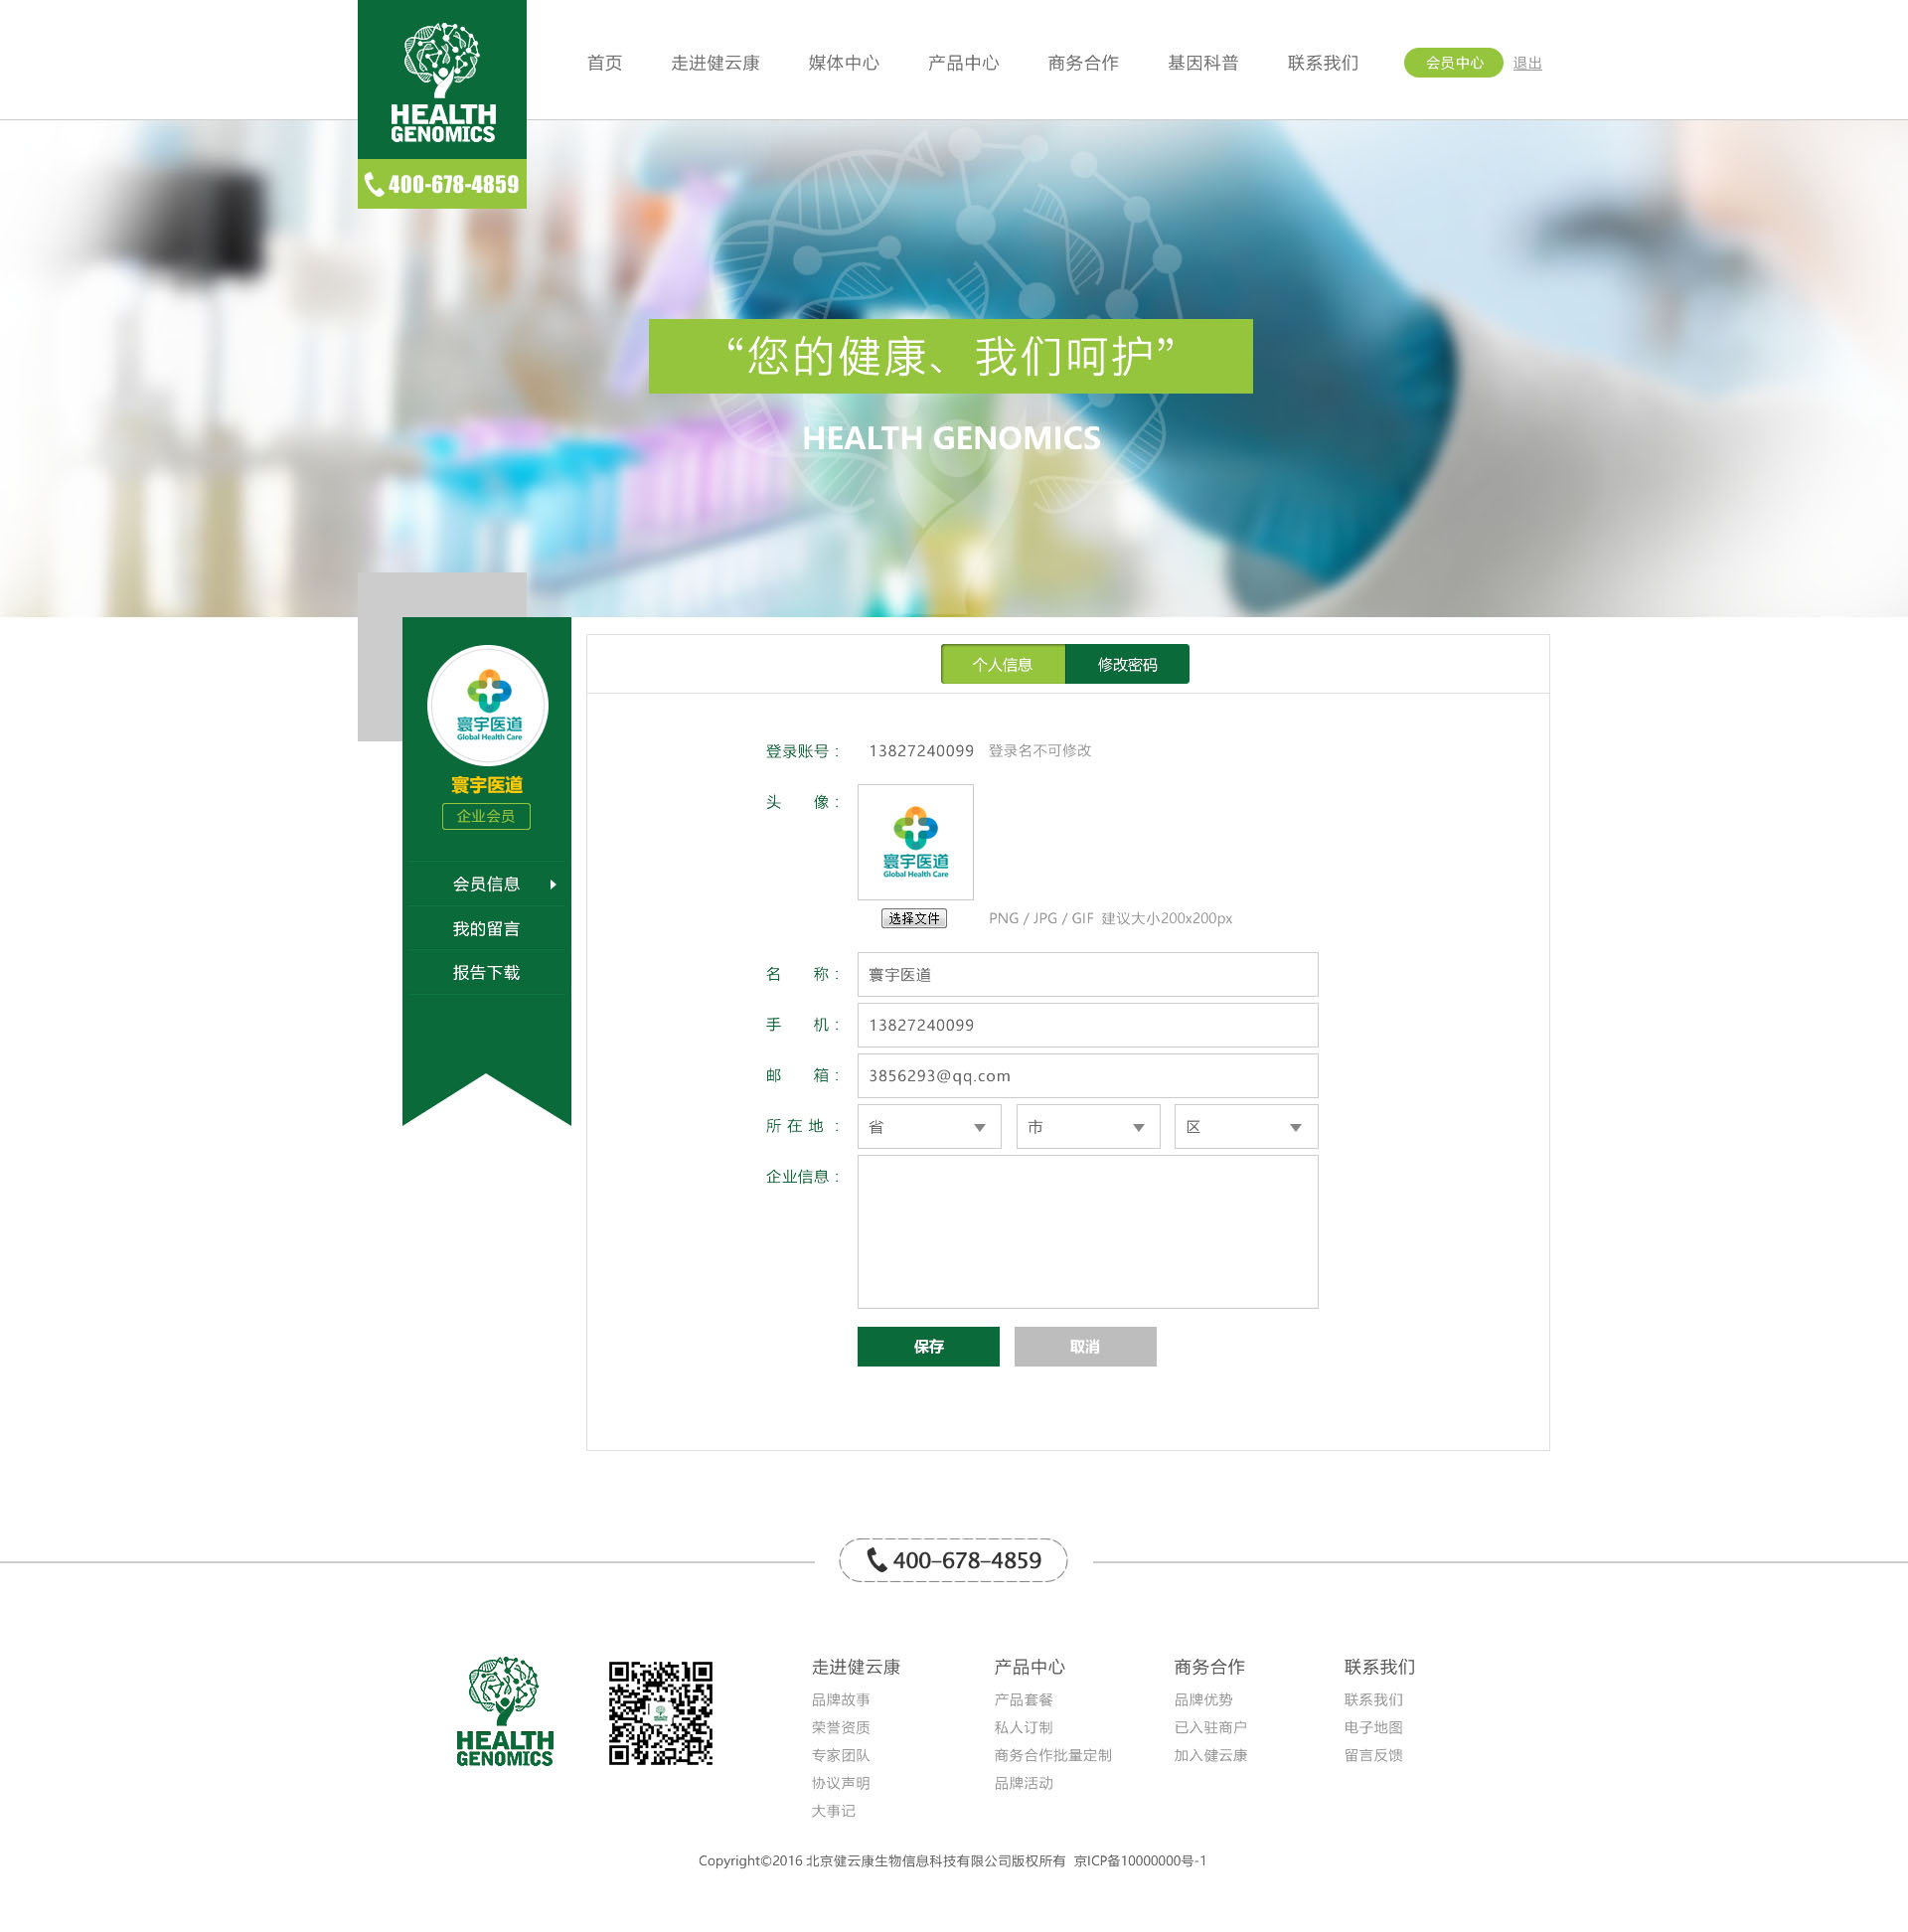 HEALTH
GENOMICS
400-678-4859
首页 走进健云康 媒体中心 产品中心 商务合作 基因科普 联系我们 会员中心 退出
“您的健康、我们呵护”
HEALTH GENOMICS
寰宇医道
Global Health Care
寰宇医道
企业会员
会员信息
我的留言
报告下载
个人信息 修改密码
登录账号： 13827240099 登录名不可修改
头 像：
寰宇医道
Global Health Care
选择文件 PNG / JPG / GIF 建议大小200x200px
名 称： 寰宇医道
手 机： 13827240099
邮 箱： 3856293@qq.com
所 在 地 ： 省 市 区
企业信息：
保存 取消
400-678-4859
HEALTH
GENOMICS
走进健云康
品牌故事
荣誉资质
专家团队
协议声明
大事记
产品中心
产品套餐
私人订制
商务合作批量定制
品牌活动
商务合作
品牌优势
已入驻商户
加入健云康
联系我们
联系我们
电子地图
留言反馈
Copyright©2016 北京健云康生物信息科技有限公司版权所有 京ICP备10000000号-1